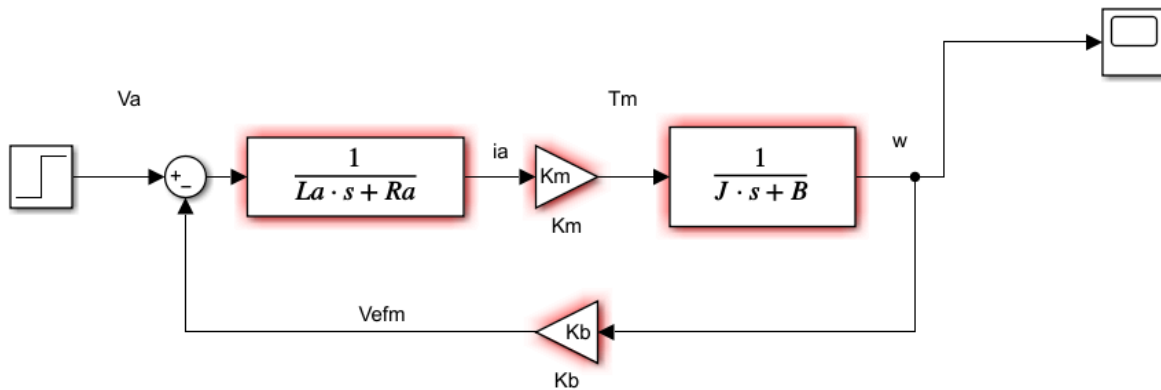 Va
Tm
+
−
1
La · s + Ra
ia
Km
Km
1
J · s + B
w
Vefm
Kb
Kb